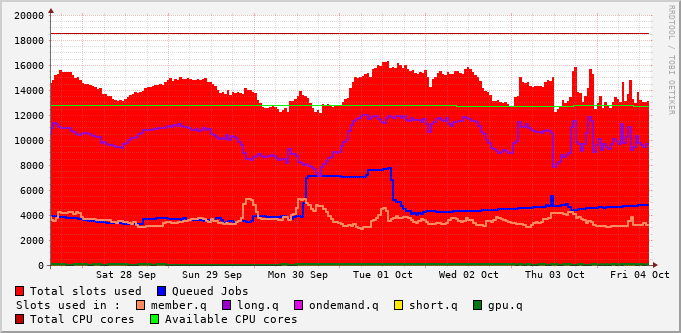 20000
18000
16000
14000
12000
10000
8000
6000
4000
2000
0
Sat 28 Sep Sun 29 Sep Mon 30 Sep Tue 01 Oct Wed 02 Oct Thu 03 Oct Fri 04 Oct
Total slots used Queued Jobs
Slots used in : member.q long.q ondemand.q short.q gpu.q
Total CPU cores Available CPU cores
RRDTOOL / TOBI OETIKER